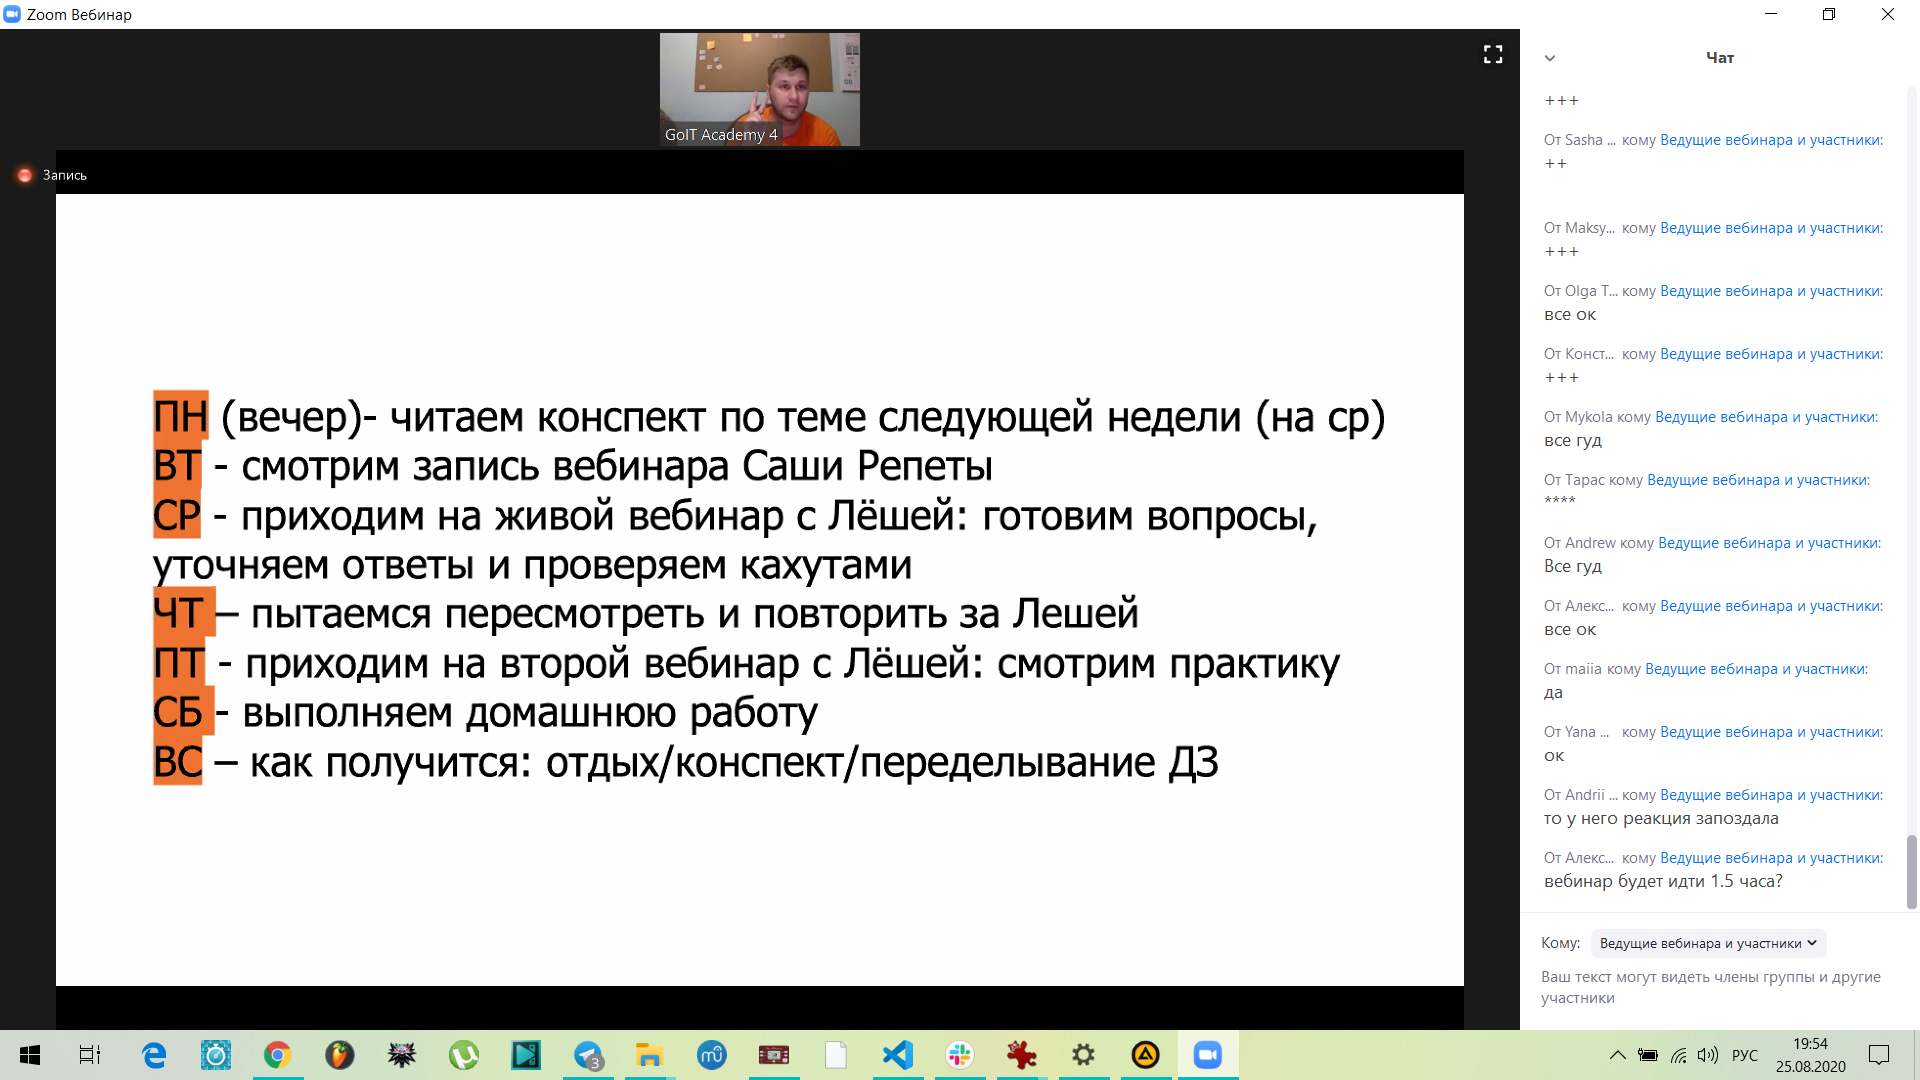 Zoom Вебинар
GoIT Academy 4
Запись
ПН (вечер)- читаем конспект по теме следующей недели (на ср)
ВТ - смотрим запись вебинара Саши Репеты
СР - приходим на живой вебинар с Лёшей: готовим вопросы,
уточняем ответы и проверяем кахутами
ЧТ – пытаемся пересмотреть и повторить за Лешей
ПТ - приходим на второй вебинар с Лёшей: смотрим практику
СБ - выполняем домашнюю работу
ВС – как получится: отдых/конспект/переделывание ДЗ
Чат
+++
От Sasha ... кому Ведущие вебинара и участники:
++
От Maksy... кому Ведущие вебинара и участники:
+++
От Olga T... кому Ведущие вебинара и участники:
все ок
От Конст... кому Ведущие вебинара и участники:
+++
От Mykola кому Ведущие вебинара и участники:
все гуд
От Тарас кому Ведущие вебинара и участники:
****
От Andrew кому Ведущие вебинара и участники:
Все гуд
От Алекс... кому Ведущие вебинара и участники:
все ок
От maiia кому Ведущие вебинара и участники:
да
От Yana ... кому Ведущие вебинара и участники:
ок
От Andrii ... кому Ведущие вебинара и участники:
то у него реакция запоздала
От Алекс... кому Ведущие вебинара и участники:
вебинар будет идти 1.5 часа?
Кому: Ведущие вебинара и участники
Ваш текст могут видеть члены группы и другие
участники
3
РУС
19:54
25.08.2020